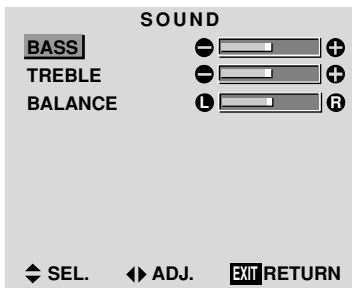 SOUND
BASS
TREBLE
BALANCE L R
SEL. ADJ. EXIT RETURN